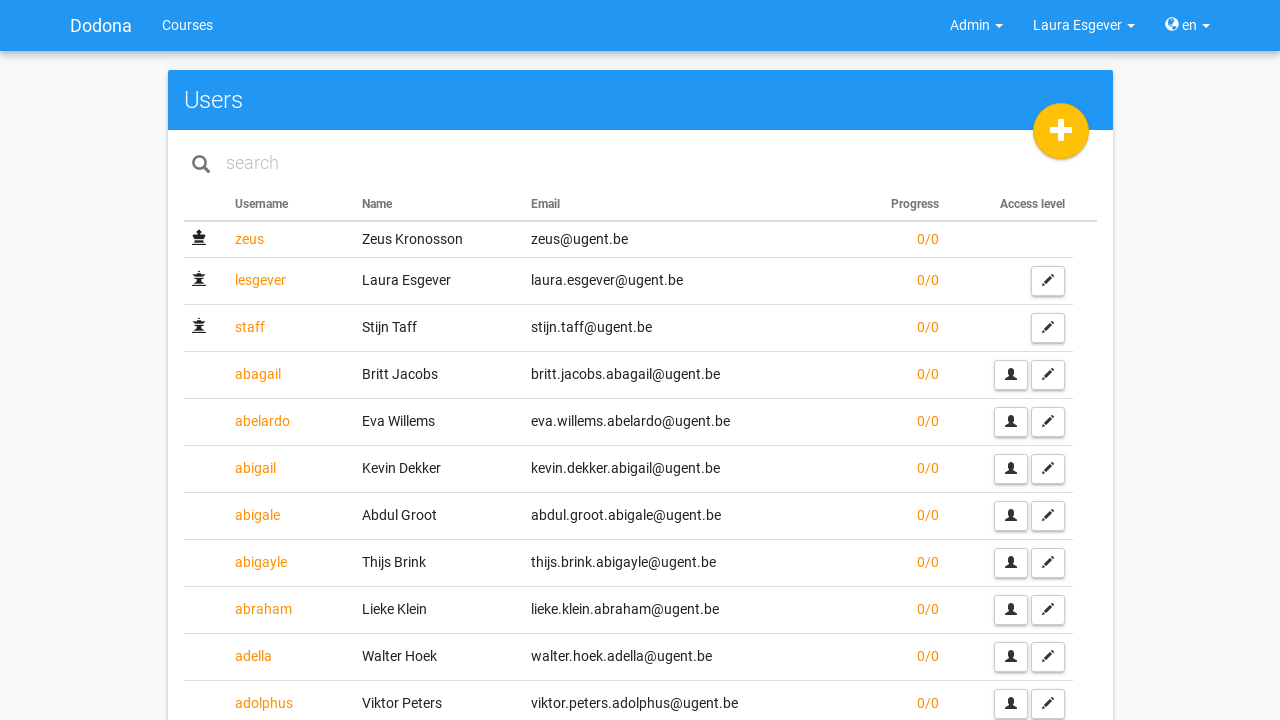 Dodona Courses Admin Laura Esgever en
Users
search
Username Name Email Progress Access level
zeus Zeus Kronosson zeus@ugent.be 0/0
lesgever Laura Esgever laura.esgever@ugent.be 0/0
staff Stijn Taff stijn.taff@ugent.be 0/0
abagail Britt Jacobs britt.jacobs.abagail@ugent.be 0/0
abelardo Eva Willems eva.willems.abelardo@ugent.be 0/0
abigail Kevin Dekker kevin.dekker.abigail@ugent.be 0/0
abigale Abdul Groot abdul.groot.abigale@ugent.be 0/0
abigayle Thijs Brink thijs.brink.abigayle@ugent.be 0/0
abraham Lieke Klein lieke.klein.abraham@ugent.be 0/0
adella Walter Hoek walter.hoek.adella@ugent.be 0/0
adolphus Viktor Peters viktor.peters.adolphus@ugent.be 0/0